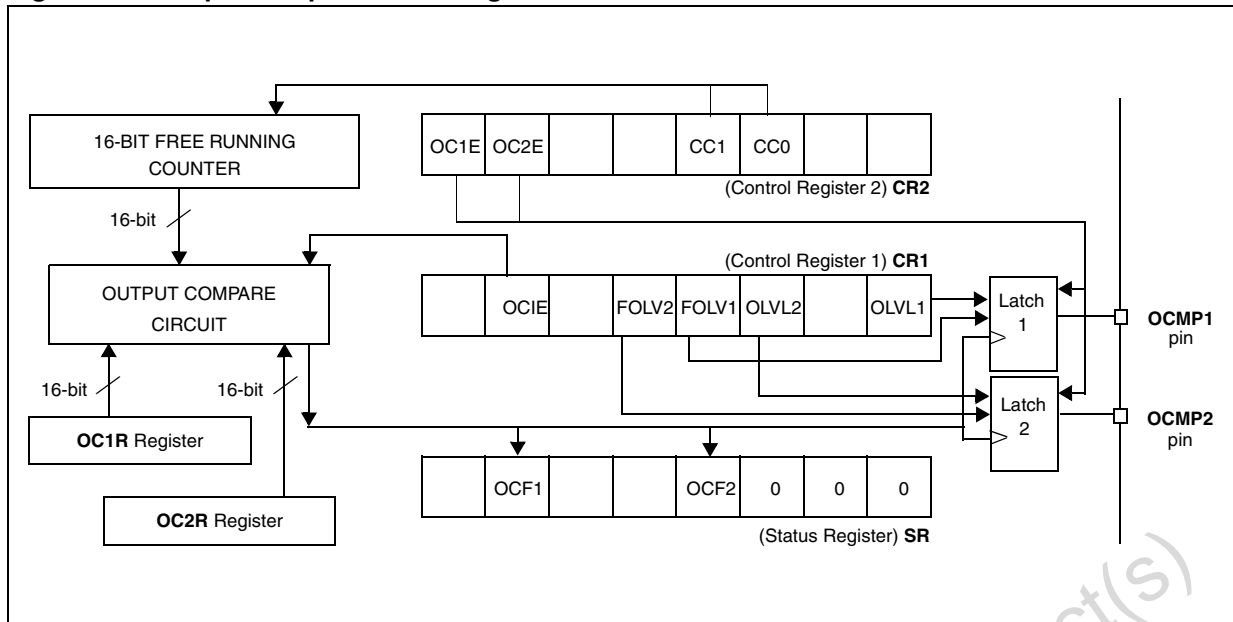 16-BIT FREE RUNNING
COUNTER
OC1E OC2E CC1 CC0
(Control Register 2) CR2
16-bit
(Control Register 1) CR1
OUTPUT COMPARE
CIRCUIT
OCIE FOLV2 FOLV1 OLVL2 OLVL1
Latch
1
OCMP1
pin
16-bit 16-bit
Latch
2
OCMP2
pin
OC1R Register
OCF1 OCF2 0 0 0
OC2R Register
(Status Register) SR
ct(s)